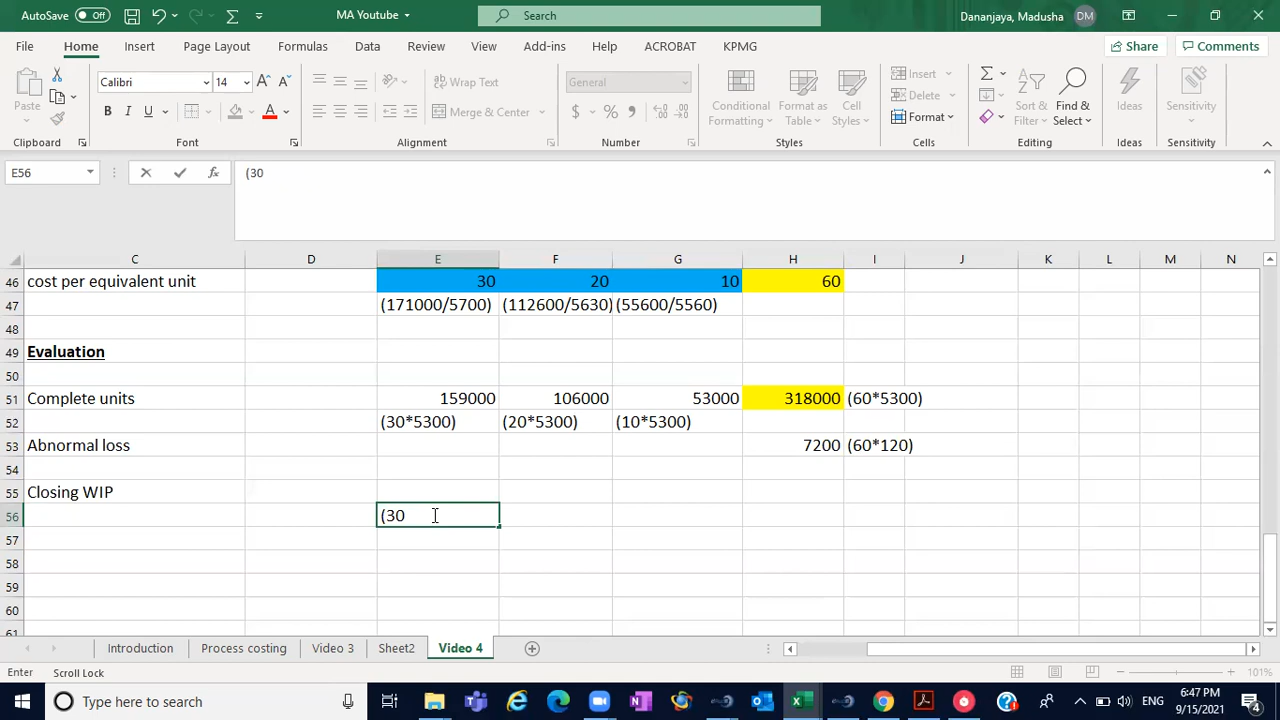 AutoSave Off MA Youtube Search Dananjaya, Madusha DM
File Home Insert Page Layout Formulas Data Review View Add-ins Help ACROBAT KPMG Share Comments
Paste Calibri 14 A A Wrap Text General Insert
B I U A Merge & Center $ % Conditional Formatting Format as Table Cell Styles Delete Format Sort & Filter Find & Select Ideas Sensitivity
Clipboard Font Alignment Number Styles Cells Editing Ideas Sensitivity
E56 fx (30
C D E F G H I J K L M N
46 cost per equivalent unit 30 20 10 60
47 (171000/5700) (112600/5630) (55600/5560)
48
49 Evaluation
50
51 Complete units 159000 106000 53000 318000 (60*5300)
52 (30*5300) (20*5300) (10*5300)
53 Abnormal loss 7200 (60*120)
54
55 Closing WIP
56 (30
57
58
59
60
61
Introduction Process costing Video 3 Sheet2 Video 4
Enter Scroll Lock 101%
Type here to search ENG 6:47 PM
9/15/2021 4